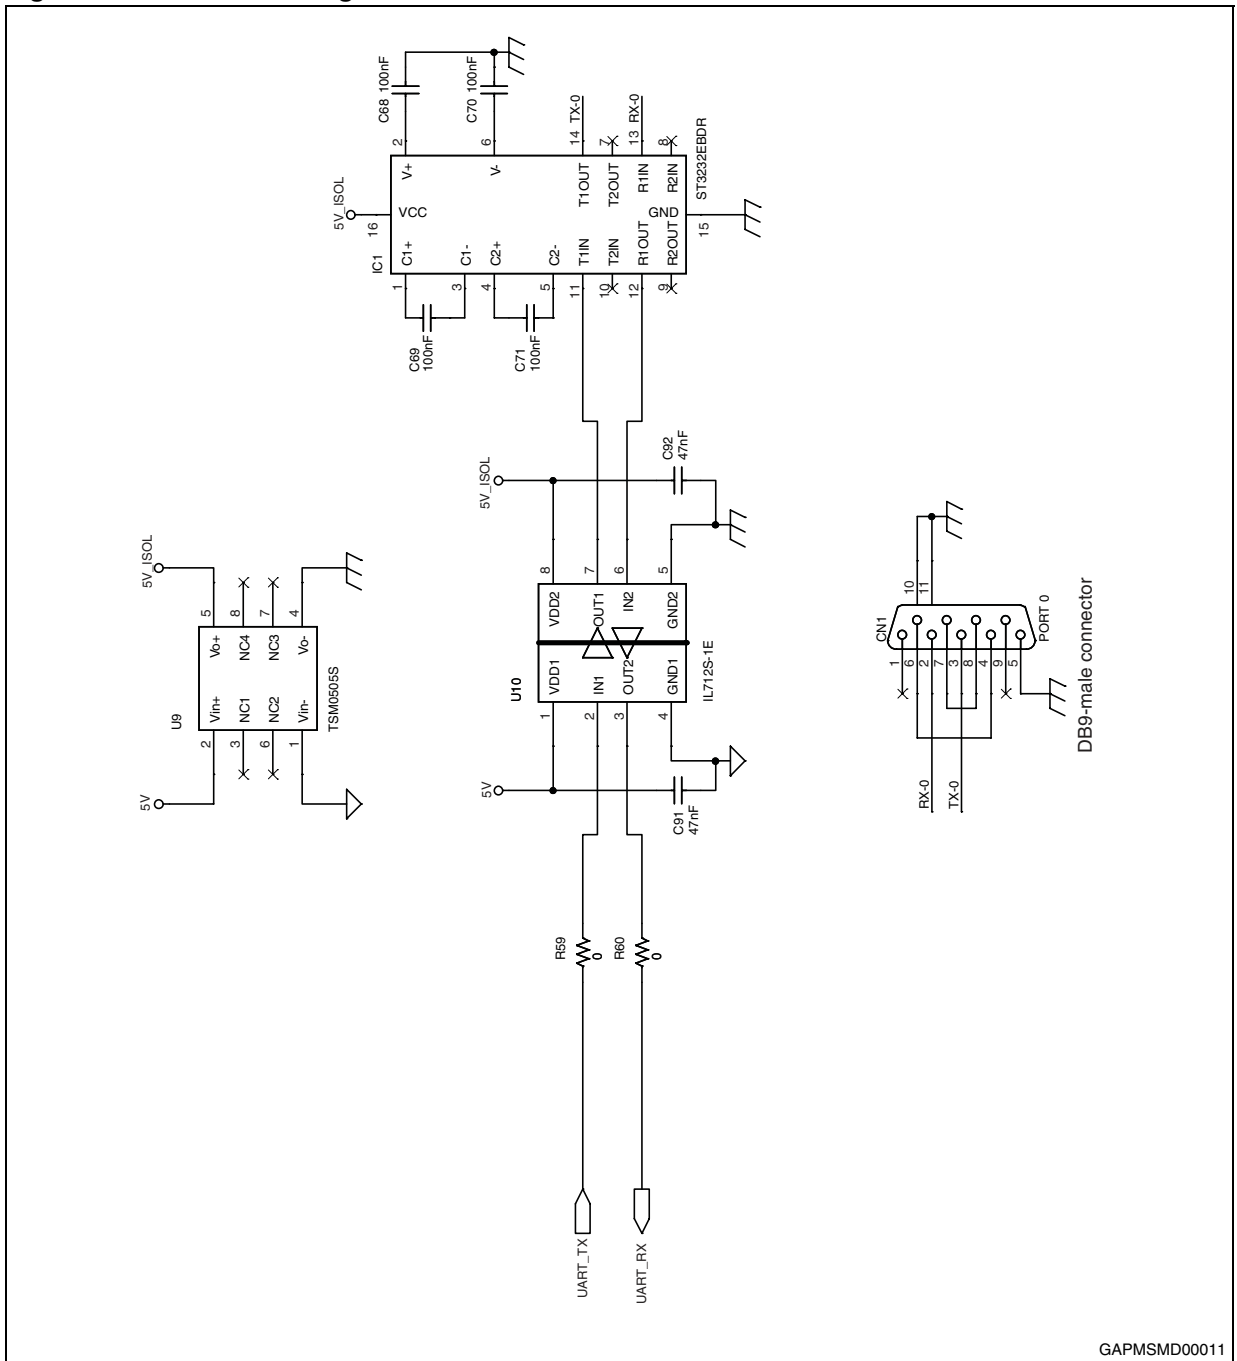 C68 100nF
C70 100nF
14 TX-0
7
13 RX-0
8
ST3232EBDR
2
6
V+
V-
T1OUT
T2OUT
R1IN
R2IN
5V_ISOL
16
VCC
GND
15
IC1
C1+
C1-
C2+
C2-
T1IN
T2IN
R1OUT
R2OUT
1
3
4
5
11
10
12
9
C69
100nF
C71
100nF
5V_ISOL
C92
47nF
8
7
6
5
VDD2
OUT1
IN2
GND2
U10
VDD1
IN1
OUT2
GND1
IL712S-1E
1
2
3
4
5V
C91
47nF
R59
0
R60
0
UART_TX
UART_RX
5V_ISOL
5
8
7
4
Vo+
NC4
NC3
Vo-
U9
Vin+
NC1
NC2
Vin-
TSM0505S
2
3
6
1
5V
10
11
CN1
PORT 0
1
6
2
7
3
8
4
9
5
RX-0
TX-0
DB9-male connector
GAPMSMD00011